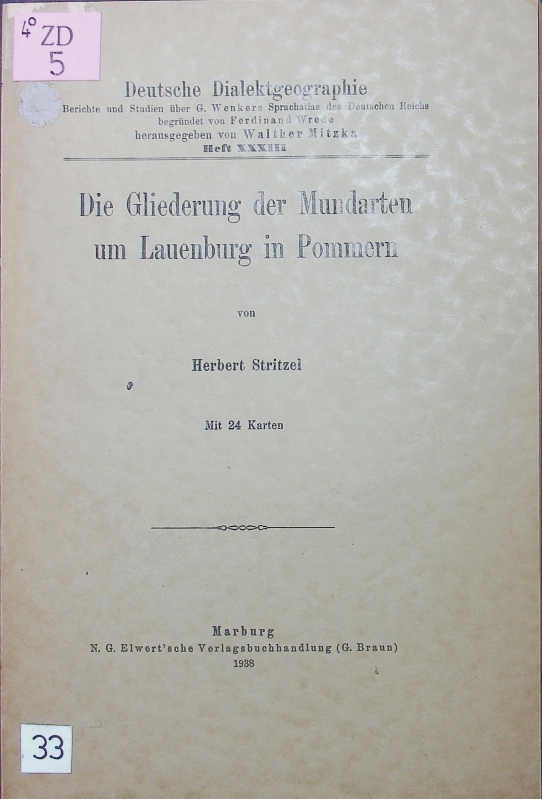 4° ZD
5
Deutsche Dialektgeographie
Berichte und Studien über G. Wenkers Sprachatlas des Deutschen Reichs
begründet von Ferdinand Wrede
herausgegeben von Walther Mitzka
Heft XXXIII
Die Gliederung der Mundarten
um Lauenburg in Pommern
von
Herbert Stritzel
Mit 24 Karten
Marburg
N. G. Elwert'sche Verlagsbuchhandlung (G. Braun)
1938
33